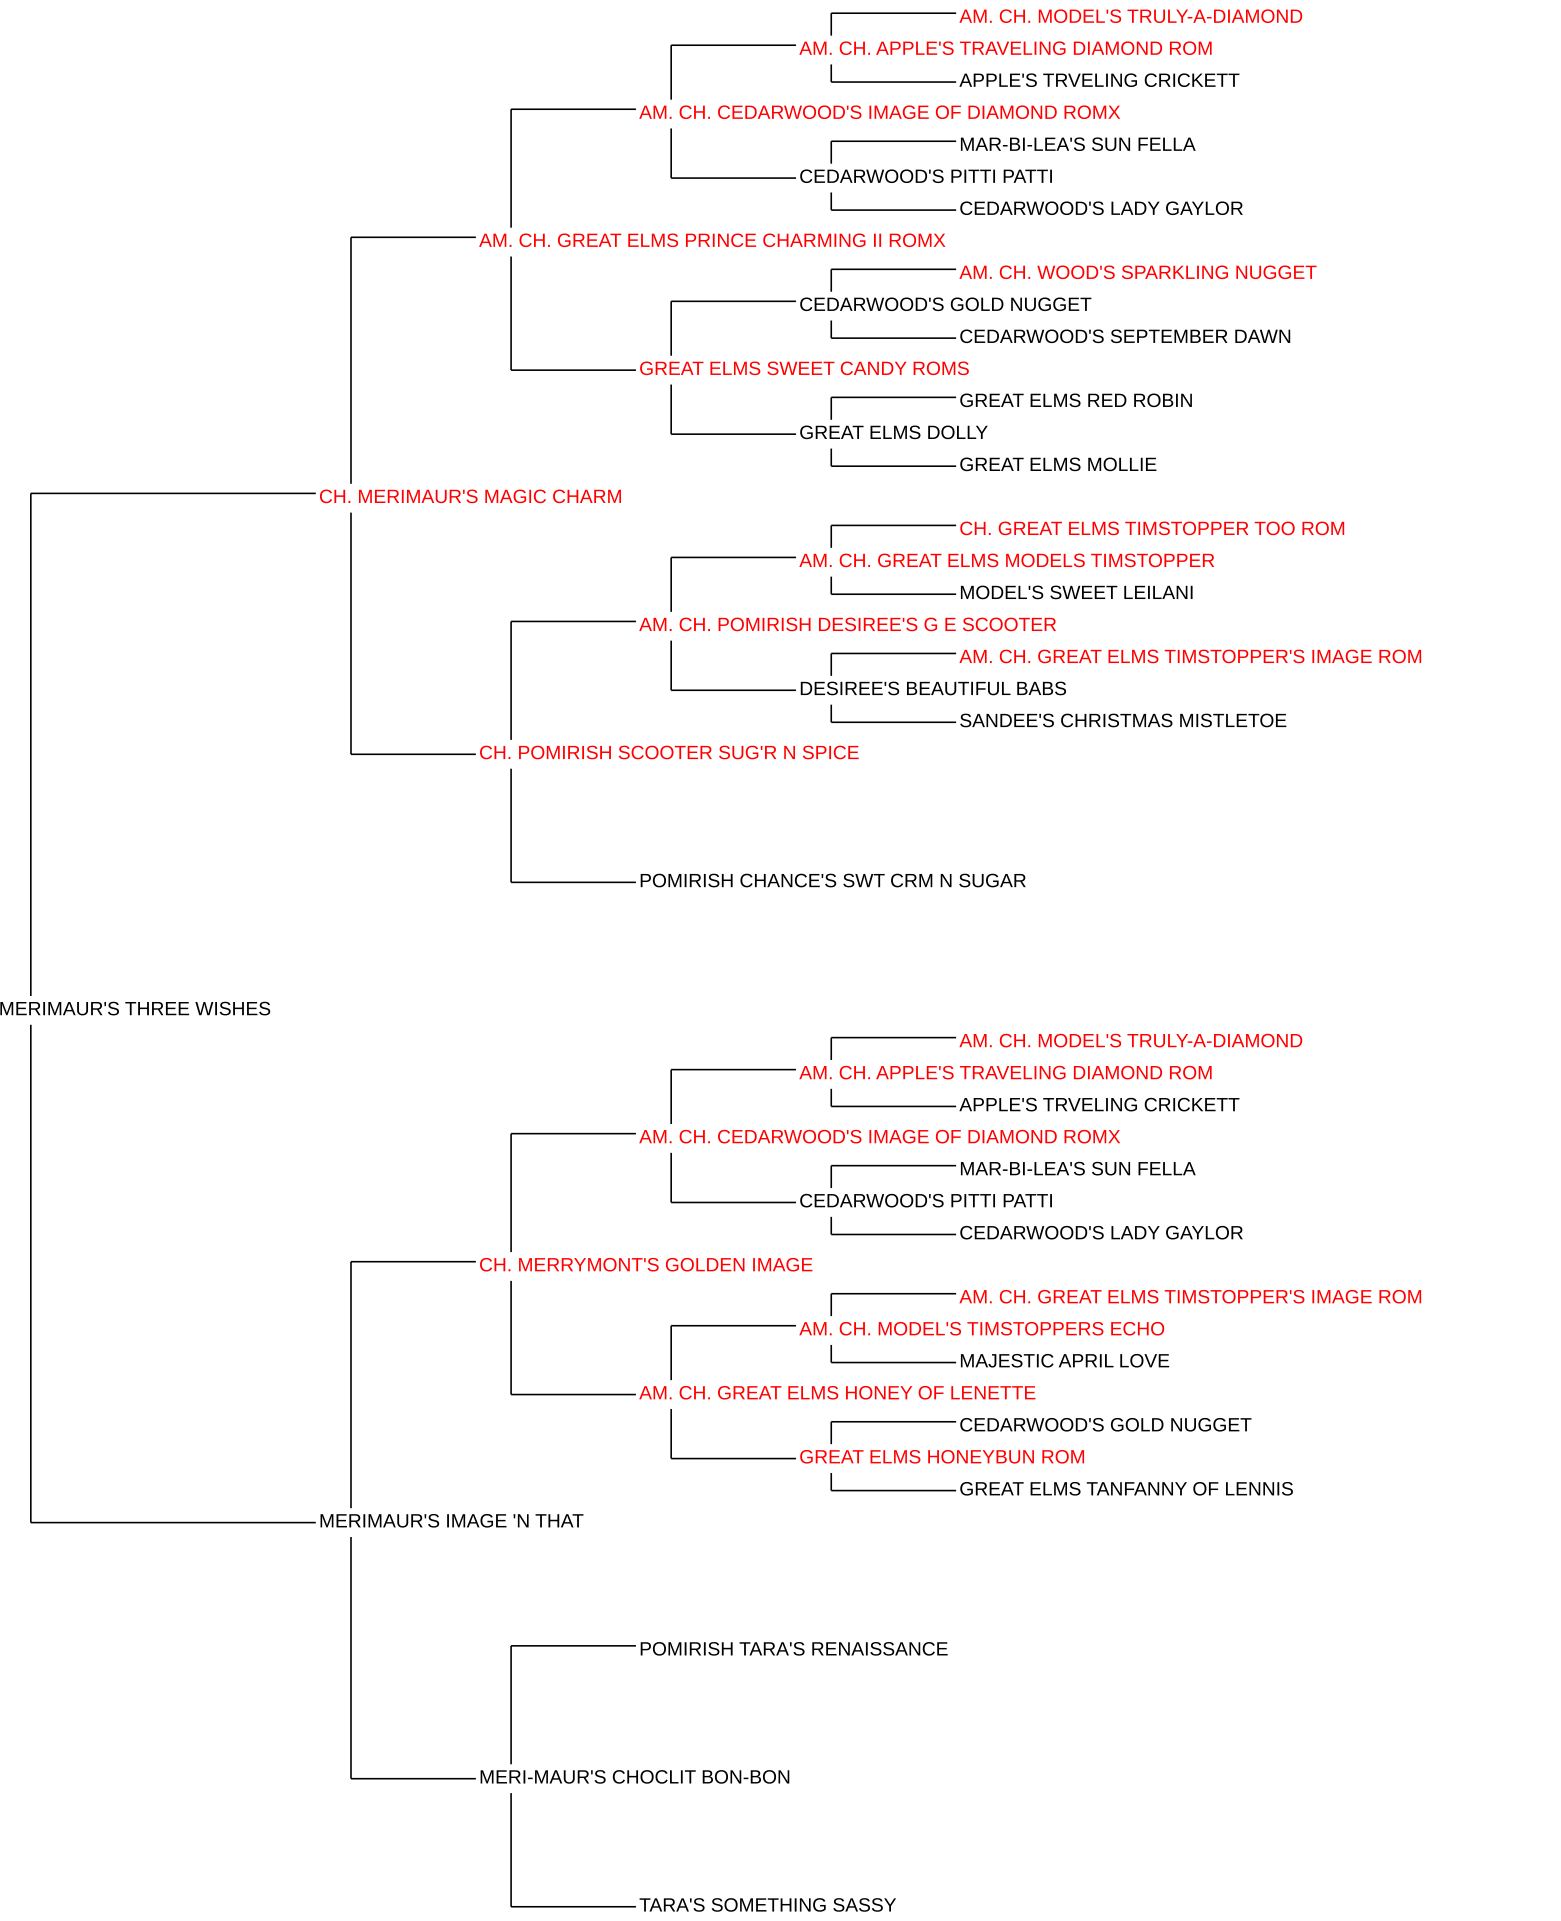 AM. CH. MODEL'S TRULY-A-DIAMOND
AM. CH. APPLE'S TRAVELING DIAMOND ROM
APPLE'S TRVELING CRICKETT
AM. CH. CEDARWOOD'S IMAGE OF DIAMOND ROMX
MAR-BI-LEA'S SUN FELLA
CEDARWOOD'S PITTI PATTI
CEDARWOOD'S LADY GAYLOR
AM. CH. GREAT ELMS PRINCE CHARMING II ROMX
AM. CH. WOOD'S SPARKLING NUGGET
CEDARWOOD'S GOLD NUGGET
CEDARWOOD'S SEPTEMBER DAWN
GREAT ELMS SWEET CANDY ROMS
GREAT ELMS RED ROBIN
GREAT ELMS DOLLY
GREAT ELMS MOLLIE
CH. MERIMAUR'S MAGIC CHARM
CH. GREAT ELMS TIMSTOPPER TOO ROM
AM. CH. GREAT ELMS MODELS TIMSTOPPER
MODEL'S SWEET LEILANI
AM. CH. POMIRISH DESIREE'S G E SCOOTER
AM. CH. GREAT ELMS TIMSTOPPER'S IMAGE ROM
DESIREE'S BEAUTIFUL BABS
SANDEE'S CHRISTMAS MISTLETOE
CH. POMIRISH SCOOTER SUG'R N SPICE
POMIRISH CHANCE'S SWT CRM N SUGAR
MERIMAUR'S THREE WISHES
AM. CH. MODEL'S TRULY-A-DIAMOND
AM. CH. APPLE'S TRAVELING DIAMOND ROM
APPLE'S TRVELING CRICKETT
AM. CH. CEDARWOOD'S IMAGE OF DIAMOND ROMX
MAR-BI-LEA'S SUN FELLA
CEDARWOOD'S PITTI PATTI
CEDARWOOD'S LADY GAYLOR
CH. MERRYMONT'S GOLDEN IMAGE
AM. CH. GREAT ELMS TIMSTOPPER'S IMAGE ROM
AM. CH. MODEL'S TIMSTOPPERS ECHO
MAJESTIC APRIL LOVE
AM. CH. GREAT ELMS HONEY OF LENETTE
CEDARWOOD'S GOLD NUGGET
GREAT ELMS HONEYBUN ROM
GREAT ELMS TANFANNY OF LENNIS
MERIMAUR'S IMAGE 'N THAT
POMIRISH TARA'S RENAISSANCE
MERI-MAUR'S CHOCLIT BON-BON
TARA'S SOMETHING SASSY